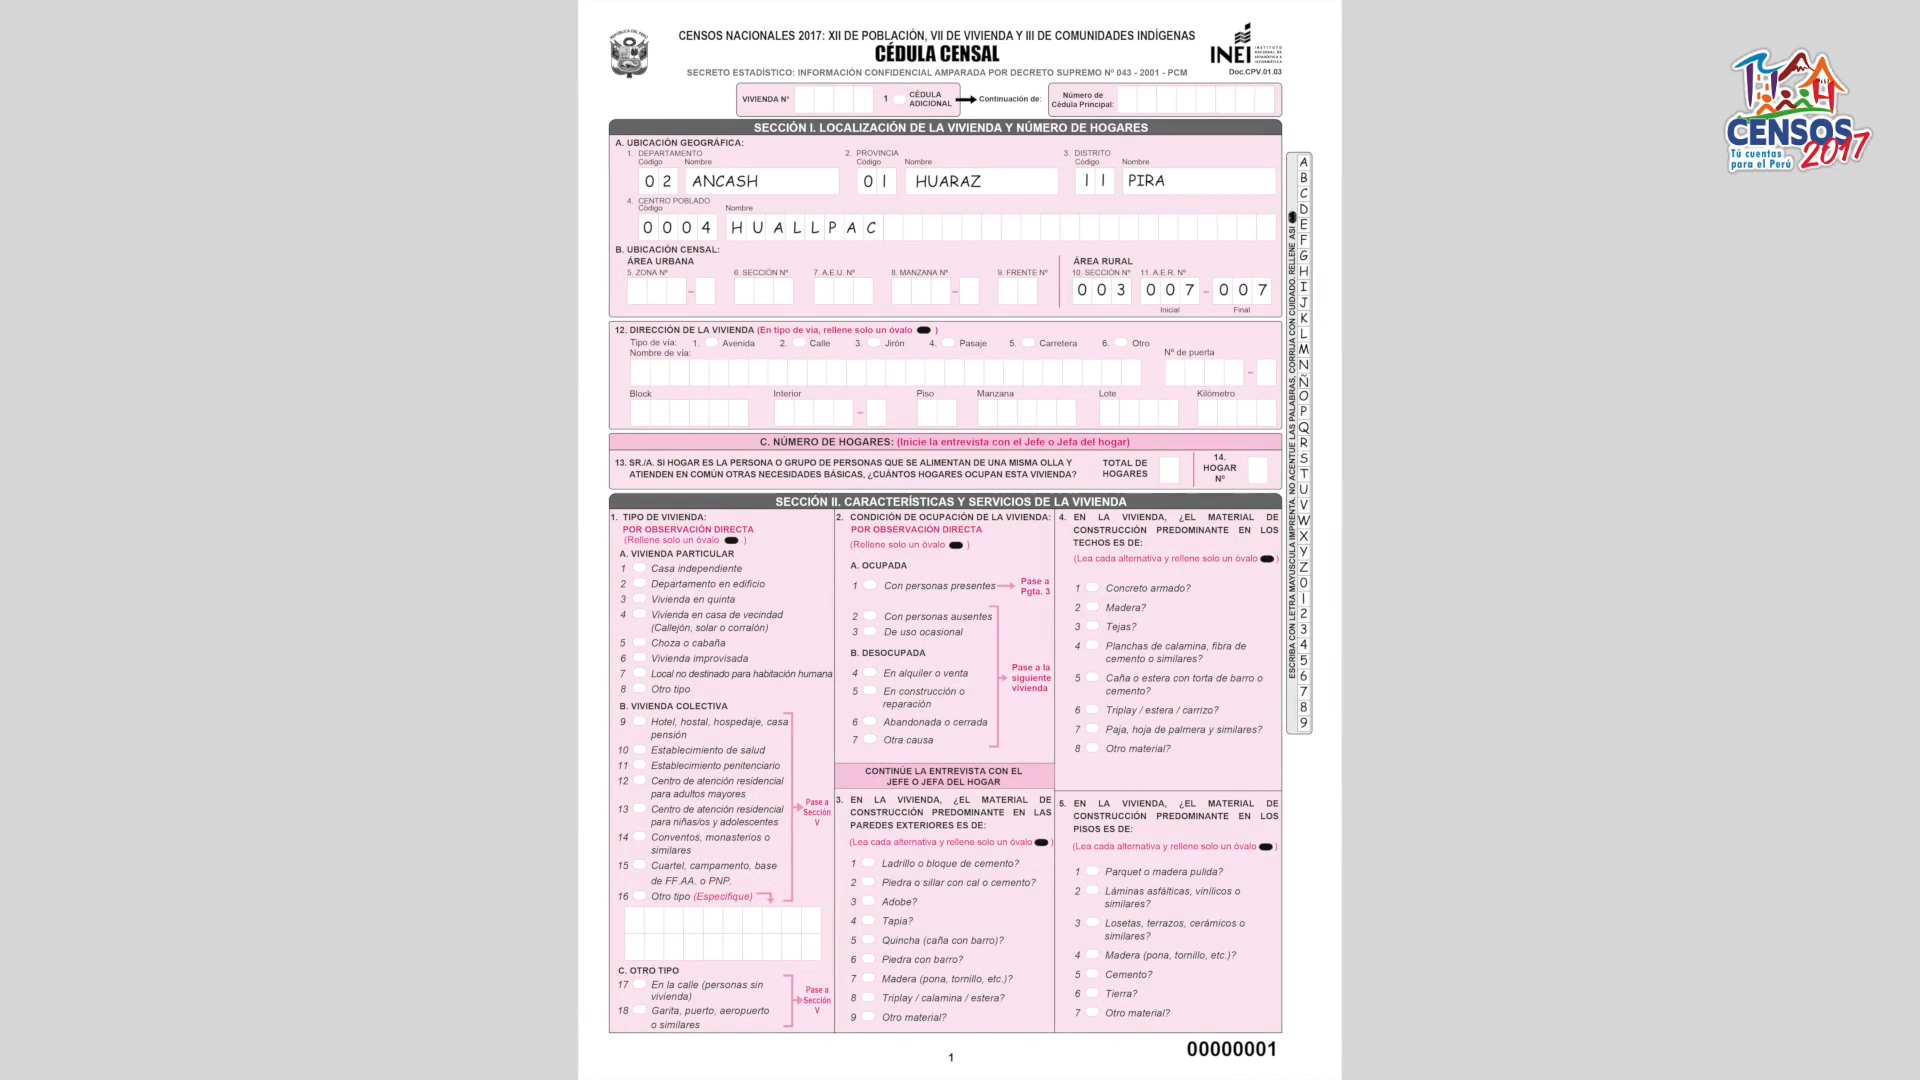 CENSOS NACIONALES 2017: XII DE POBLACIÓN, VII DE VIVIENDA Y III DE COMUNIDADES INDÍGENAS
CÉDULA CENSAL
SECRETO ESTADÍSTICO: INFORMACIÓN CONFIDENCIAL AMPARADA POR DECRETO SUPREMO Nº 043 - 2001 - PCM
INEI
Doc.CPV.01.03
CENSOS
2017
Tú cuentas
para el Perú
VIVIENDA Nº
1 CÉDULA ADICIONAL
Continuación de:
Número de
Cédula Principal:
SECCIÓN I. LOCALIZACIÓN DE LA VIVIENDA Y NÚMERO DE HOGARES
A. UBICACIÓN GEOGRÁFICA:
1. DEPARTAMENTO 2. PROVINCIA 3. DISTRITO
Código Nombre Código Nombre Código Nombre
02 ANCASH 01 HUARAZ 11 PIRA
4. CENTRO POBLADO
Código Nombre
0004 HUALLPAC
B. UBICACIÓN CENSAL:
ÁREA URBANA ÁREA RURAL
5. ZONA Nº 6. SECCIÓN Nº 7. A.E.U. Nº 8. MANZANA Nº 9. FRENTE Nº 10. SECCIÓN Nº 11. A.E.R. Nº
003 007 - 007
Inicial Final
12. DIRECCIÓN DE LA VIVIENDA (En tipo de vía, rellene solo un óvalo )
Tipo de vía: 1. Avenida 2. Calle 3. Jirón 4. Pasaje 5. Carretera 6. Otro
Nombre de vía: Nº de puerta
Block Interior Piso Manzana Lote Kilómetro
C. NÚMERO DE HOGARES: (Inicie la entrevista con el Jefe o Jefa del hogar)
13. SR./A. SI HOGAR ES LA PERSONA O GRUPO DE PERSONAS QUE SE ALIMENTAN DE UNA MISMA OLLA Y
ATIENDEN EN COMÚN OTRAS NECESIDADES BÁSICAS, ¿CUÁNTOS HOGARES OCUPAN ESTA VIVIENDA?
TOTAL DE
HOGARES
14.
HOGAR
Nº
SECCIÓN II. CARACTERÍSTICAS Y SERVICIOS DE LA VIVIENDA
1. TIPO DE VIVIENDA:
POR OBSERVACIÓN DIRECTA
(Rellene solo un óvalo )
A. VIVIENDA PARTICULAR
1 Casa independiente
2 Departamento en edificio
3 Vivienda en quinta
4 Vivienda en casa de vecindad
(Callejón, solar o corralón)
5 Choza o cabaña
6 Vivienda improvisada
7 Local no destinado para habitación humana
8 Otro tipo
B. VIVIENDA COLECTIVA
9 Hotel, hostal, hospedaje, casa
pensión
10 Establecimiento de salud
11 Establecimiento penitenciario
12 Centro de atención residencial
para adultos mayores
13 Centro de atención residencial
para niñas/os y adolescentes
14 Conventos, monasterios o
similares
15 Cuartel, campamento, base
de FF.AA. o PNP.
16 Otro tipo (Especifique)
Pase a
Sección
V
C. OTRO TIPO
17 En la calle (personas sin
vivienda)
18 Garita, puerto, aeropuerto
o similares
Pase a
Sección
V
2. CONDICIÓN DE OCUPACIÓN DE LA VIVIENDA:
POR OBSERVACIÓN DIRECTA
(Rellene solo un óvalo )
A. OCUPADA
1 Con personas presentes
Pase a
Pgta. 3
2 Con personas ausentes
3 De uso ocasional
B. DESOCUPADA
4 En alquiler o venta
5 En construcción o
reparación
6 Abandonada o cerrada
7 Otra causa
Pase a la
siguiente
vivienda
CONTINÚE LA ENTREVISTA CON EL
JEFE O JEFA DEL HOGAR
3. EN LA VIVIENDA, ¿EL MATERIAL DE
CONSTRUCCIÓN PREDOMINANTE EN LAS
PAREDES EXTERIORES ES DE:
(Lea cada alternativa y rellene solo un óvalo )
1 Ladrillo o bloque de cemento?
2 Piedra o sillar con cal o cemento?
3 Adobe?
4 Tapia?
5 Quincha (caña con barro)?
6 Piedra con barro?
7 Madera (pona, tornillo, etc.)?
8 Triplay / calamina / estera?
9 Otro material?
4. EN LA VIVIENDA, ¿EL MATERIAL DE
CONSTRUCCIÓN PREDOMINANTE EN LOS
TECHOS ES DE:
(Lea cada alternativa y rellene solo un óvalo )
1 Concreto armado?
2 Madera?
3 Tejas?
4 Planchas de calamina, fibra de
cemento o similares?
5 Caña o estera con torta de barro o
cemento?
6 Triplay / estera / carrizo?
7 Paja, hoja de palmera y similares?
8 Otro material?
5. EN LA VIVIENDA, ¿EL MATERIAL DE
CONSTRUCCIÓN PREDOMINANTE EN LOS
PISOS ES DE:
(Lea cada alternativa y rellene solo un óvalo )
1 Parquet o madera pulida?
2 Láminas asfálticas, vinílicos o
similares?
3 Losetas, terrazos, cerámicos o
similares?
4 Madera (pona, tornillo, etc.)?
5 Cemento?
6 Tierra?
7 Otro material?
ESCRIBA CON LETRA MAYUSCULA IMPRENTA. NO ACENTUE LAS PALABRAS, CORRIJA CON CUIDADO. RELLENE ASI
A B C D E F G H I J K L M N Ñ O P Q R S T U V W X Y Z 0 1 2 3 4 5 6 7 8 9
1
00000001